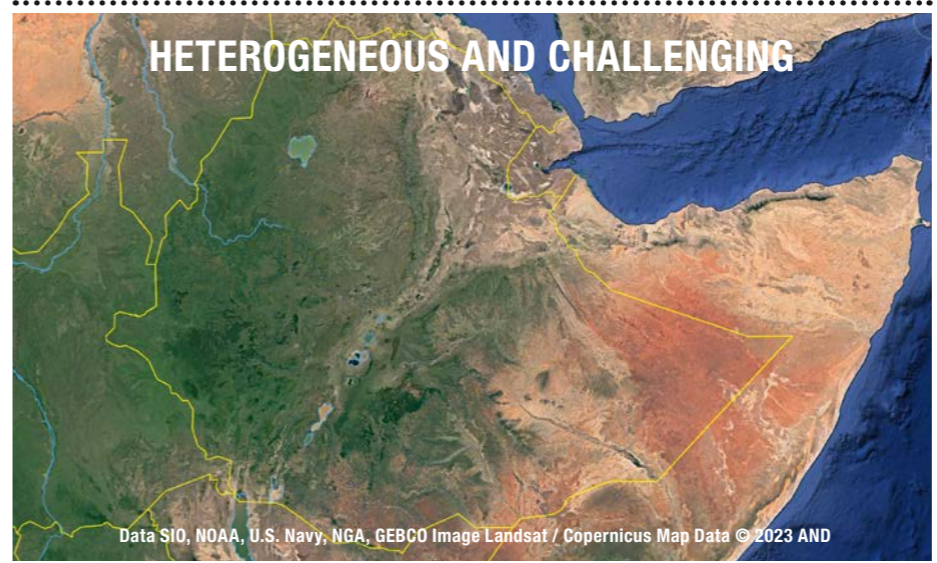 HETEROGENEOUS AND CHALLENGING
Data SIO, NOAA, U.S. Navy, NGA, GEBCO Image Landsat / Copernicus Map Data © 2023 AND